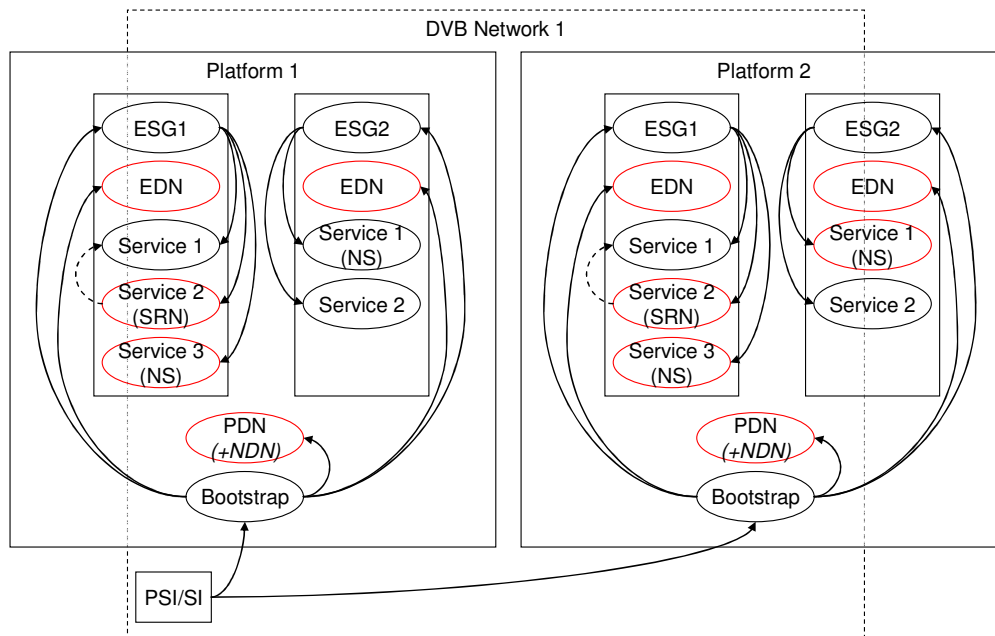 DVB Network 1
Platform 1
ESG1
EDN
Service 1
Service 2
(SRN)
Service 3
(NS)
ESG2
EDN
Service 1
(NS)
Service 2
PDN
(+NDN)
Bootstrap
Platform 2
ESG1
EDN
Service 1
Service 2
(SRN)
Service 3
(NS)
ESG2
EDN
Service 1
(NS)
Service 2
PDN
(+NDN)
Bootstrap
PSI/SI